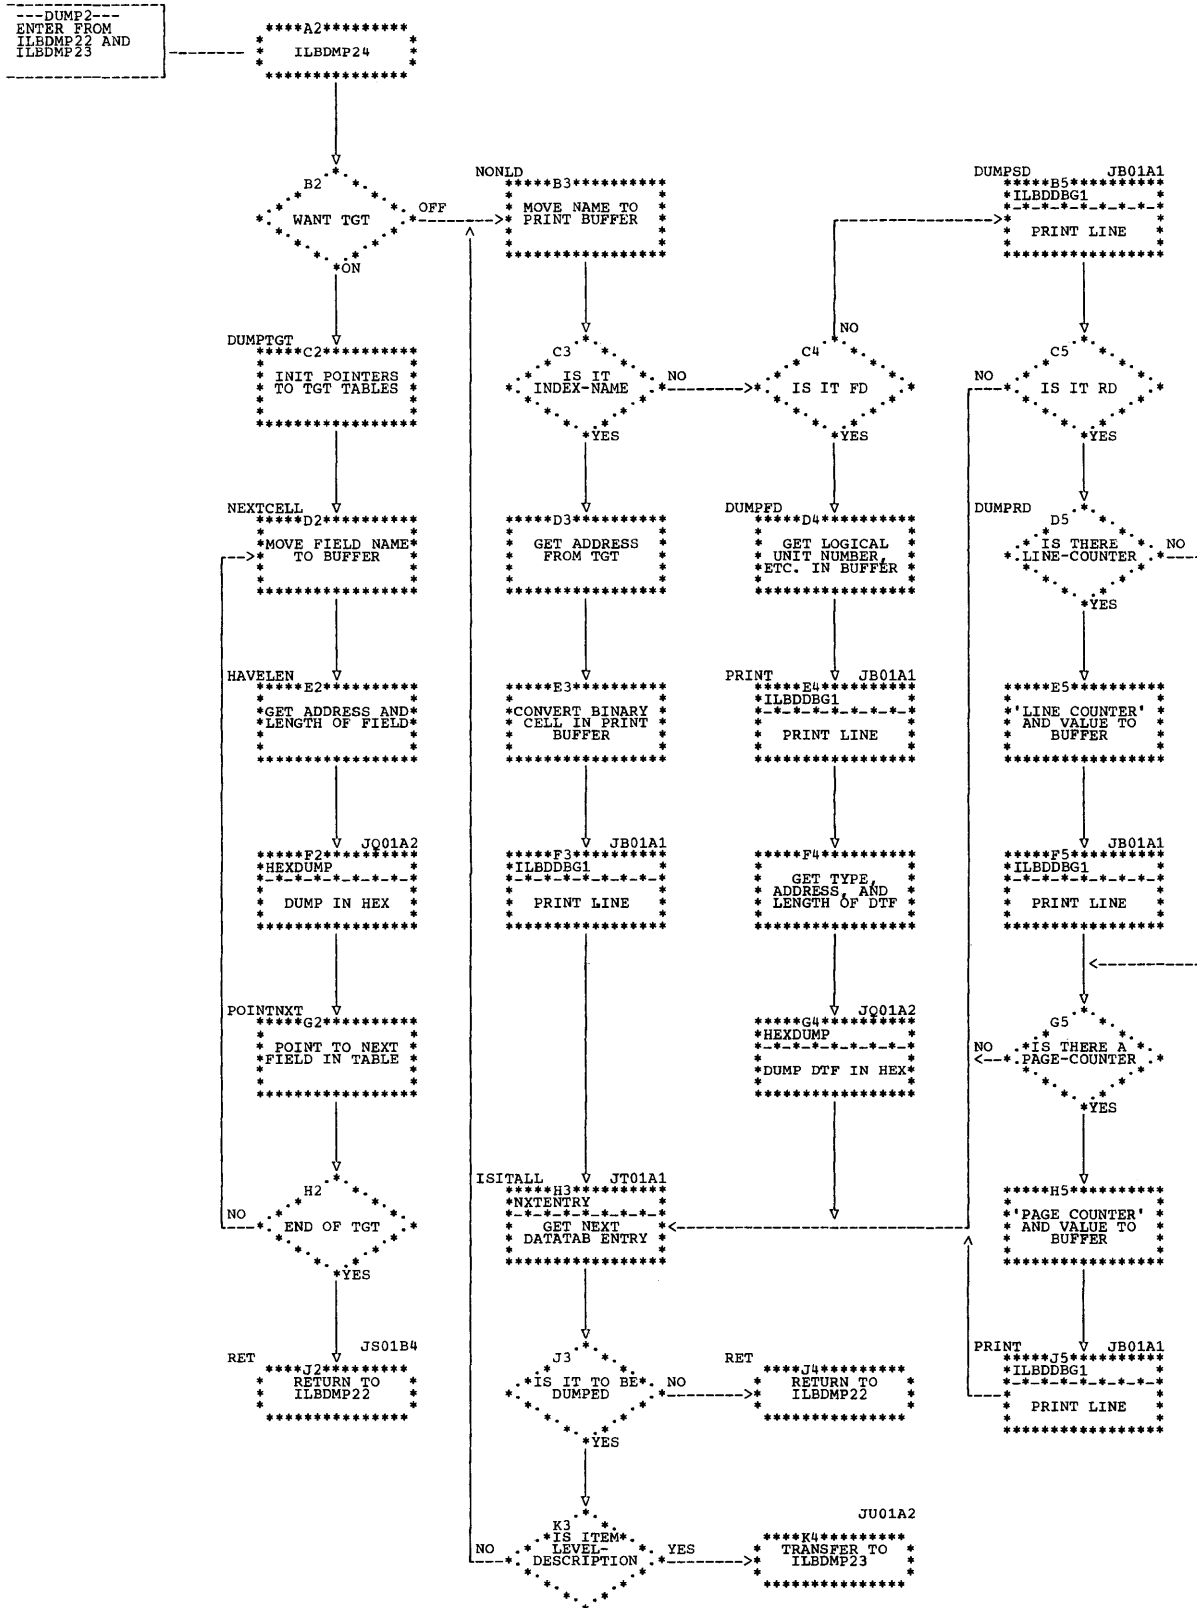 ---DUMP2---
ENTER FROM
ILBDMP22 AND
ILBDMP23
A2
ILBDMP24
B2
WANT TGT
OFF
ON
DUMPTGT
C2
INIT POINTERS
TO TGT TABLES
NEXTCELL
D2
MOVE FIELD NAME
TO BUFFER
HAVELEN
E2
GET ADDRESS AND
LENGTH OF FIELD
JQ01A2
F2
HEXDUMP
DUMP IN HEX
POINTNXT
G2
POINT TO NEXT
FIELD IN TABLE
H2
NO
END OF TGT
YES
JS01B4
RET
J2
RETURN TO
ILBDMP22
NONLD
B3
MOVE NAME TO
PRINT BUFFER
C3
IS IT
INDEX-NAME
NO
YES
D3
GET ADDRESS
FROM TGT
E3
CONVERT BINARY
CELL IN PRINT
BUFFER
JB01A1
F3
ILBDDBG1
PRINT LINE
ISITALL
JT01A1
H3
NXTENTRY
GET NEXT
DATATAB ENTRY
J3
IS IT TO BE
DUMPED
NO
YES
K3
IS ITEM
LEVEL-
DESCRIPTION
NO
YES
NO
C4
IS IT FD
YES
DUMPFD
D4
GET LOGICAL
UNIT NUMBER,
ETC. IN BUFFER
PRINT
JB01A1
E4
ILBDDBG1
PRINT LINE
F4
GET TYPE,
ADDRESS, AND
LENGTH OF DTF
JQ01A2
G4
HEXDUMP
DUMP DTF IN HEX
RET
J4
RETURN TO
ILBDMP22
JU01A2
K4
TRANSFER TO
ILBDMP23
DUMPSD
JB01A1
B5
ILBDDBG1
PRINT LINE
C5
NO
IS IT RD
YES
DUMPRD
D5
IS THERE
LINE-COUNTER
NO
YES
E5
'LINE COUNTER'
AND VALUE TO
BUFFER
JB01A1
F5
ILBDDBG1
PRINT LINE
G5
NO
IS THERE A
PAGE-COUNTER
YES
H5
'PAGE COUNTER'
AND VALUE TO
BUFFER
PRINT
JB01A1
J5
ILBDDBG1
PRINT LINE